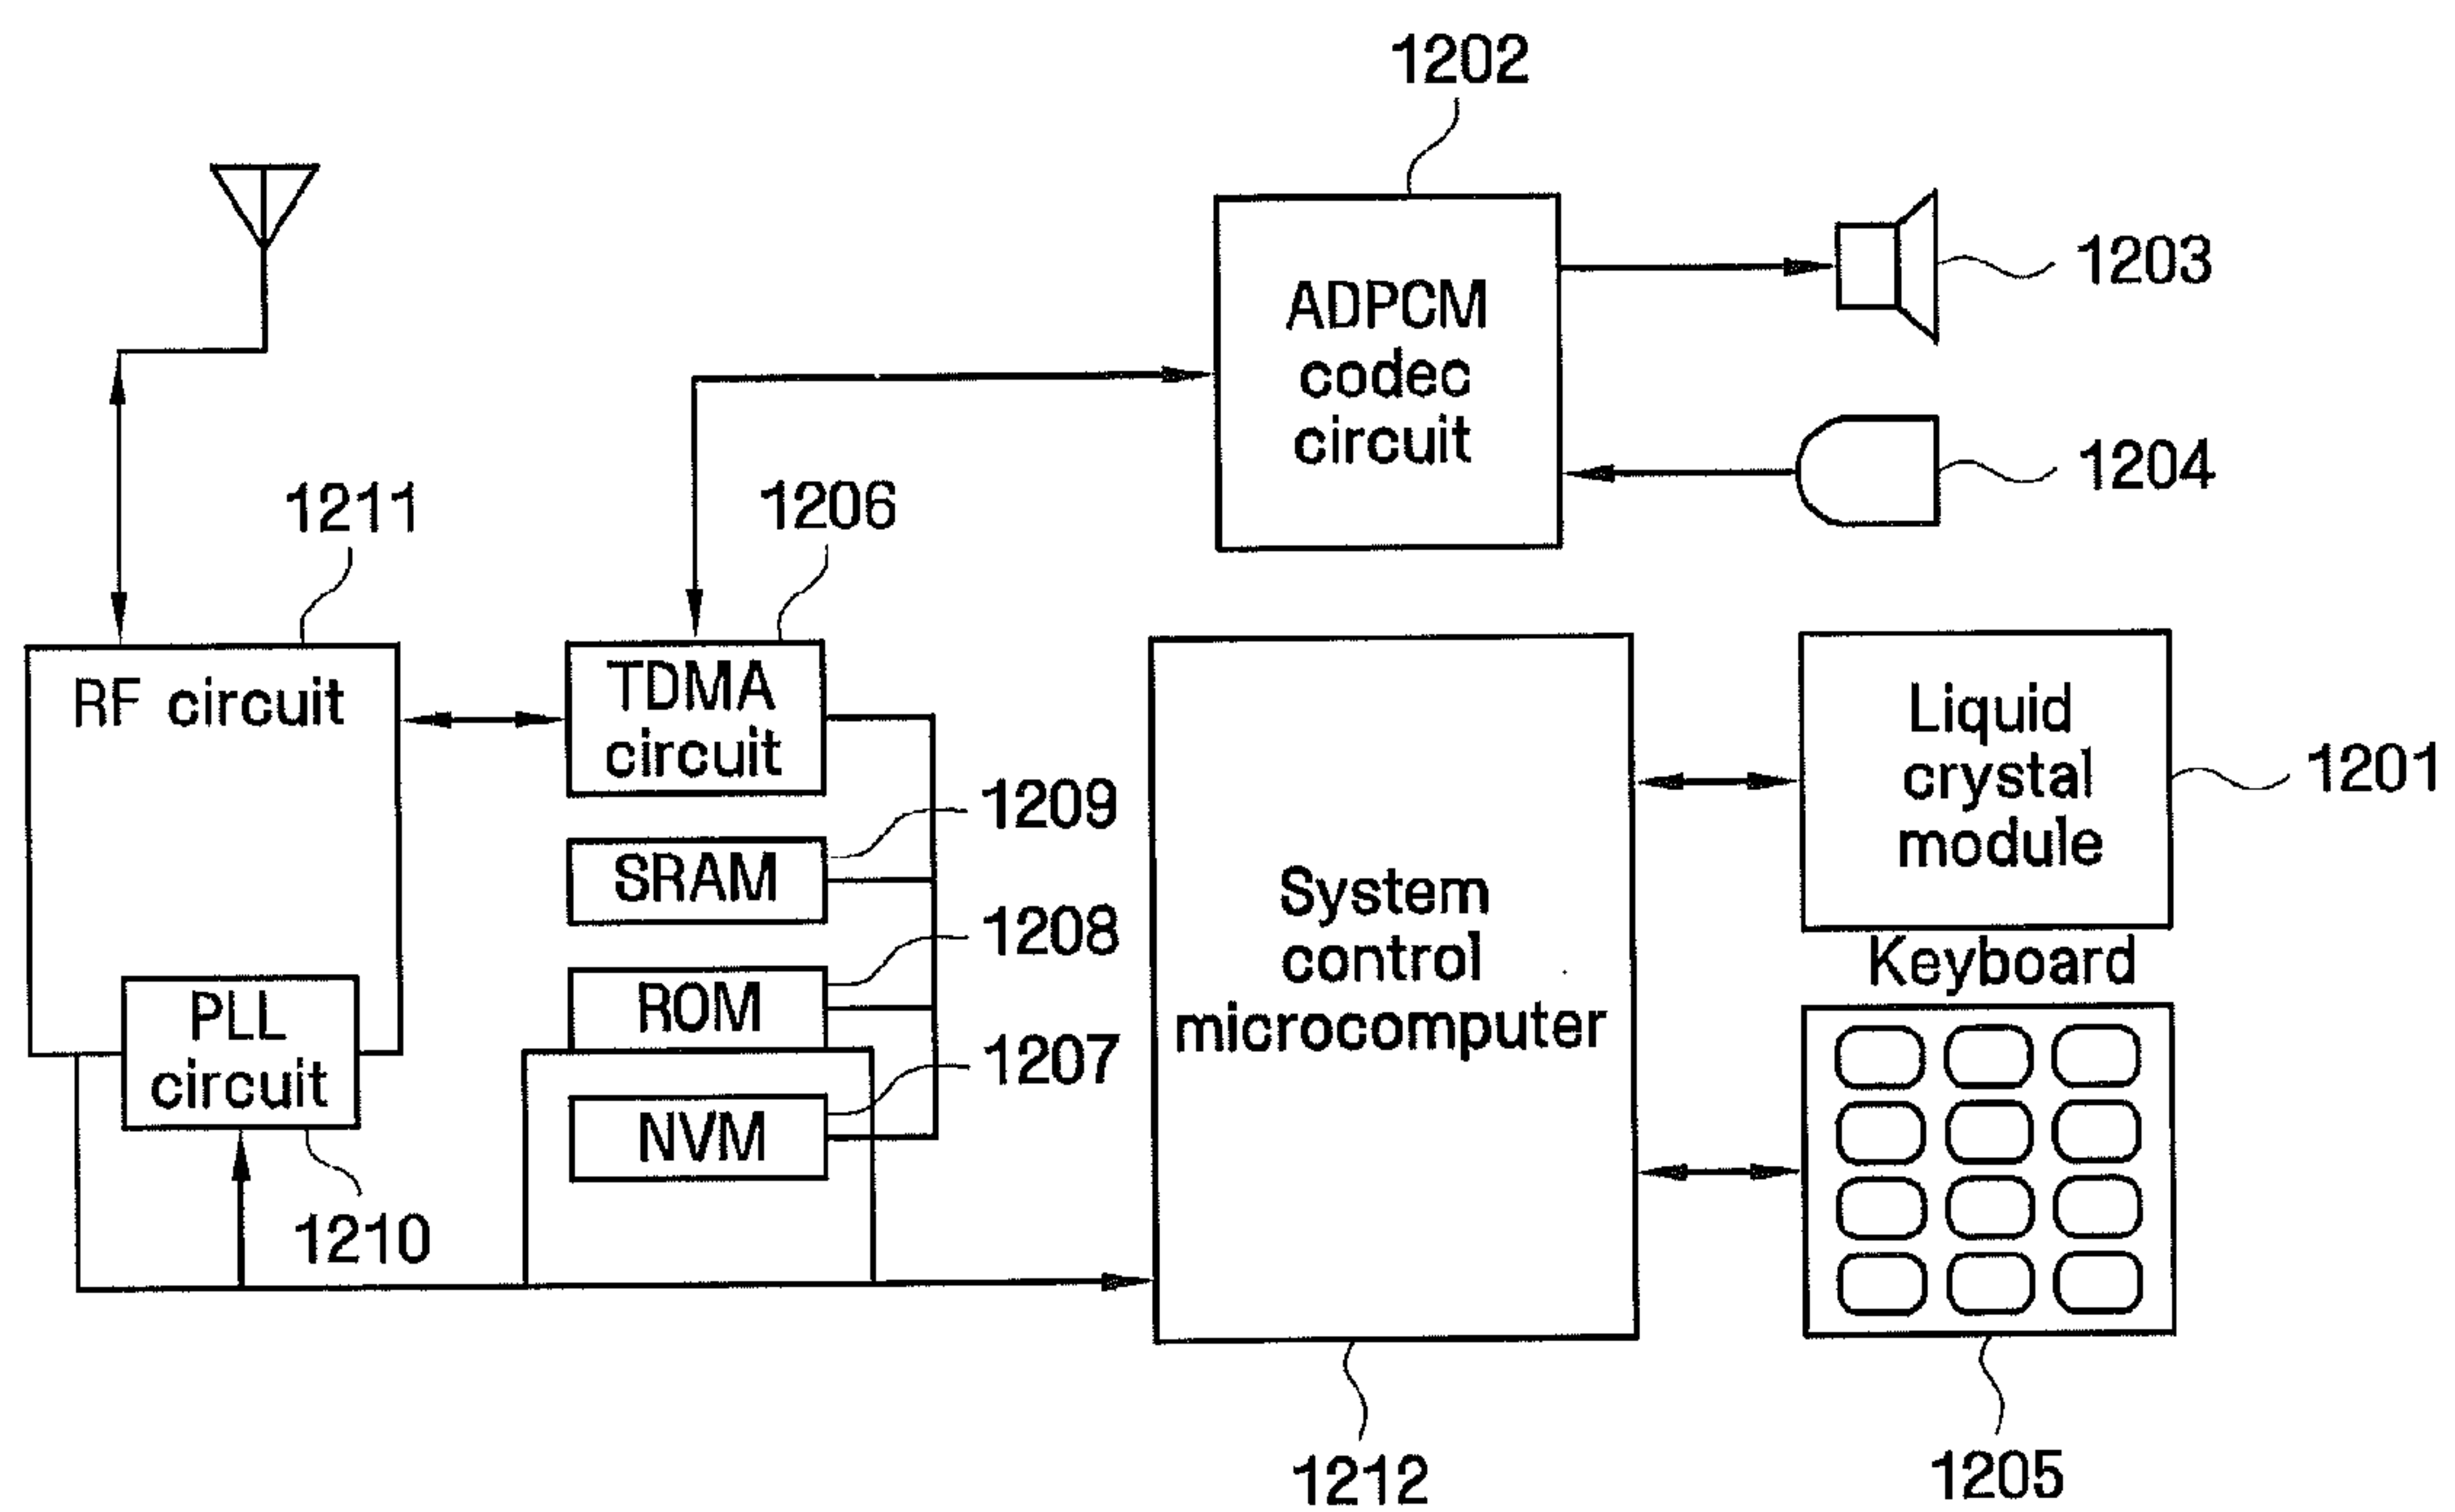 1202
1203
ADPCM
codec
circuit
1204
1211
1206
RF circuit
TDMA
circuit
Liquid
crystal
module
1201
1209
SRAM
System
control
microcomputer
1208
ROM
Keyboard
PLL
circuit
1207
NVM
1210
1212
1205